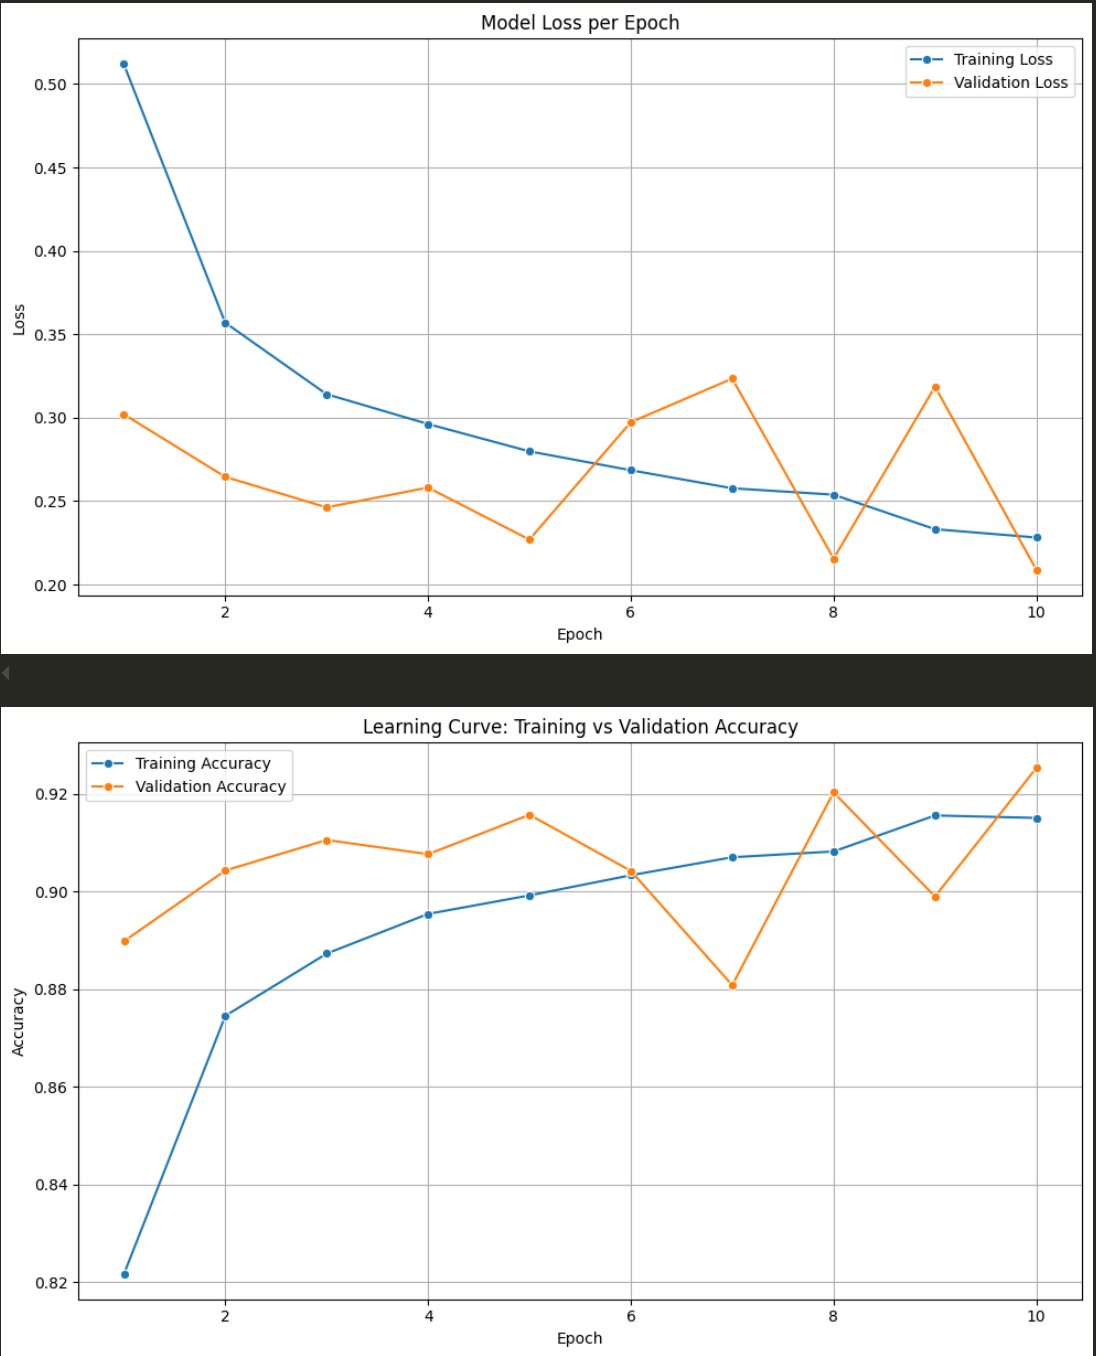 Model Loss per Epoch
Training Loss
Validation Loss
0.50
0.45
0.40
0.35
0.30
0.25
0.20
Loss
2 4 6 8 10
Epoch
Learning Curve: Training vs Validation Accuracy
Training Accuracy
Validation Accuracy
0.92
0.90
0.88
0.86
0.84
0.82
Accuracy
2 4 6 8 10
Epoch